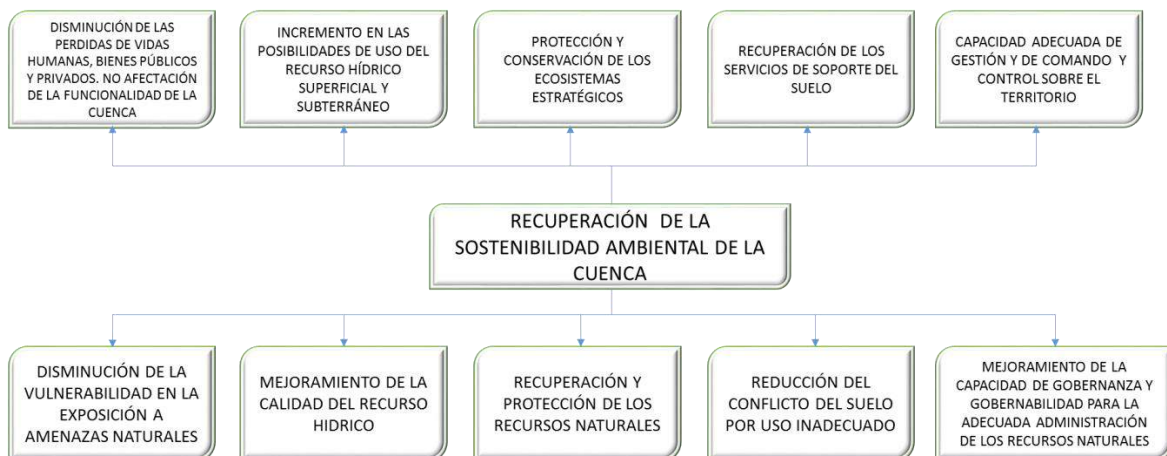 DISMINUCIÓN DE LAS
PERDIDAS DE VIDAS
HUMANAS, BIENES PÚBLICOS
Y PRIVADOS. NO AFECTACIÓN
DE LA FUNCIONALIDAD DE LA
CUENCA
INCREMENTO EN LAS
POSIBILIDADES DE USO DEL
RECURSO HÍDRICO
SUPERFICIAL Y
SUBTERRÁNEO
PROTECCIÓN Y
CONSERVACIÓN DE LOS
ECOSISTEMAS
ESTRATÉGICOS
RECUPERACIÓN DE LOS
SERVICIOS DE SOPORTE DEL
SUELO
CAPACIDAD ADECUADA DE
GESTIÓN Y DE COMANDO Y
CONTROL SOBRE EL
TERRITORIO
RECUPERACIÓN DE LA
SOSTENIBILIDAD AMBIENTAL DE LA
CUENCA
DISMINUCIÓN DE LA
VULNERABILIDAD EN LA
EXPOSICIÓN A
AMENAZAS NATURALES
MEJORAMIENTO DE LA
CALIDAD DEL RECURSO
HIDRICO
RECUPERACIÓN Y
PROTECCIÓN DE LOS
RECURSOS NATURALES
REDUCCIÓN DEL
CONFLICTO DEL SUELO
POR USO INADECUADO
MEJORAMIENTO DE LA
CAPACIDAD DE GOBERNANZA Y
GOBERNABILIDAD PARA LA
ADECUADA ADMINISTRACIÓN
DE LOS RECURSOS NATURALES